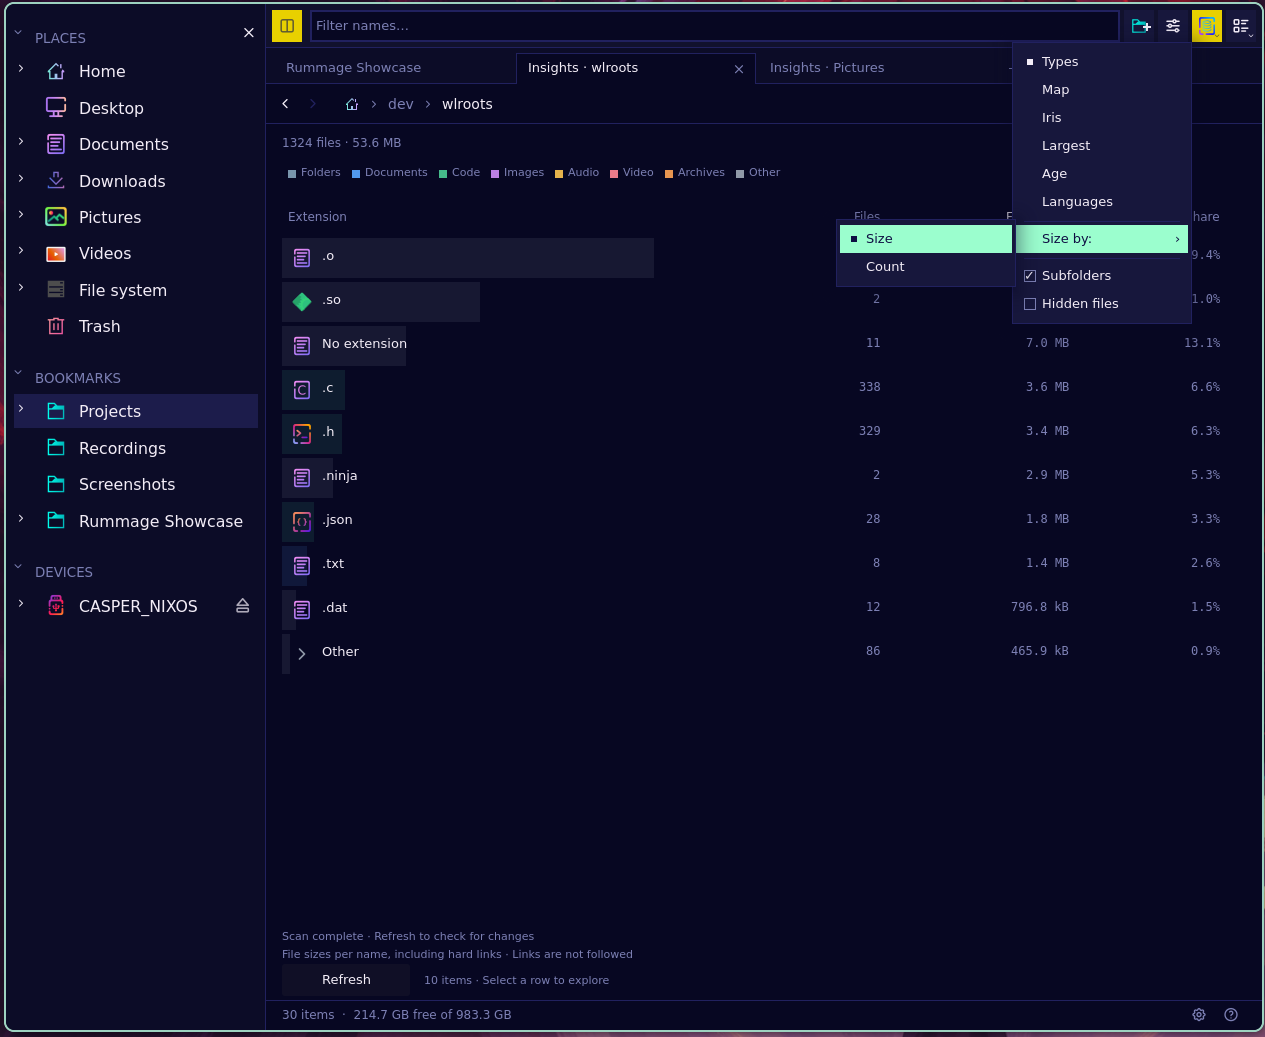 PLACES
Home
Desktop
Documents
Downloads
Pictures
Videos
File system
Trash
BOOKMARKS
Projects
Recordings
Screenshots
Rummage Showcase
DEVICES
CASPER_NIXOS
Filter names...
Rummage Showcase
Insights · wlroots
Insights · Pictures
dev › wlroots
1324 files · 53.6 MB
Folders Documents Code Images Audio Video Archives Other
Extension Files
.o 9.4%
.so 2 1.0%
No extension 11 7.0 MB 13.1%
.c 338 3.6 MB 6.6%
.h 329 3.4 MB 6.3%
.ninja 2 2.9 MB 5.3%
.json 28 1.8 MB 3.3%
.txt 8 1.4 MB 2.6%
.dat 12 796.8 kB 1.5%
Other 86 465.9 kB 0.9%
Types
Map
Iris
Largest
Age
Languages
Size by:
Subfolders
Hidden files
Size
Count
Scan complete · Refresh to check for changes
File sizes per name, including hard links · Links are not followed
Refresh
10 items · Select a row to explore
30 items · 214.7 GB free of 983.3 GB